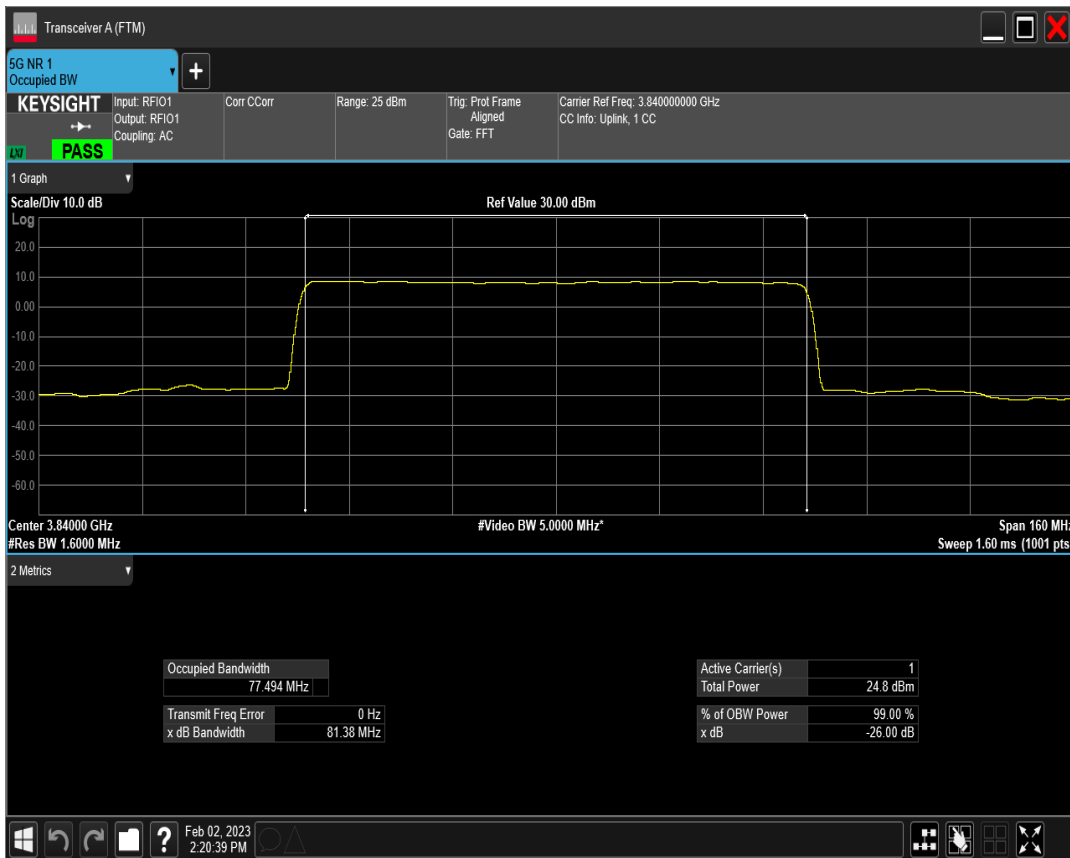 Transceiver A (FTM)
5G NR 1
Occupied BW
+
KEYSIGHT
LXI
PASS
Input: RFIO1
Output: RFIO1
Coupling: AC
Corr CCorr
Range: 25 dBm
Trig: Prot Frame
Aligned
Gate: FFT
Carrier Ref Freq: 3.840000000 GHz
CC Info: Uplink, 1 CC
1 Graph
Scale/Div 10.0 dB
Ref Value 30.00 dBm
Log
20.0
10.0
0.00
-10.0
-20.0
-30.0
-40.0
-50.0
-60.0
Center 3.84000 GHz
#Video BW 5.0000 MHz*
Span 160 MHz
#Res BW 1.6000 MHz
Sweep 1.60 ms (1001 pts
2 Metrics
Occupied Bandwidth
77.494 MHz
Transmit Freq Error 0 Hz
x dB Bandwidth 81.38 MHz
Active Carrier(s) 1
Total Power 24.8 dBm
% of OBW Power 99.00 %
x dB -26.00 dB
?
Feb 02, 2023
2:20:39 PM